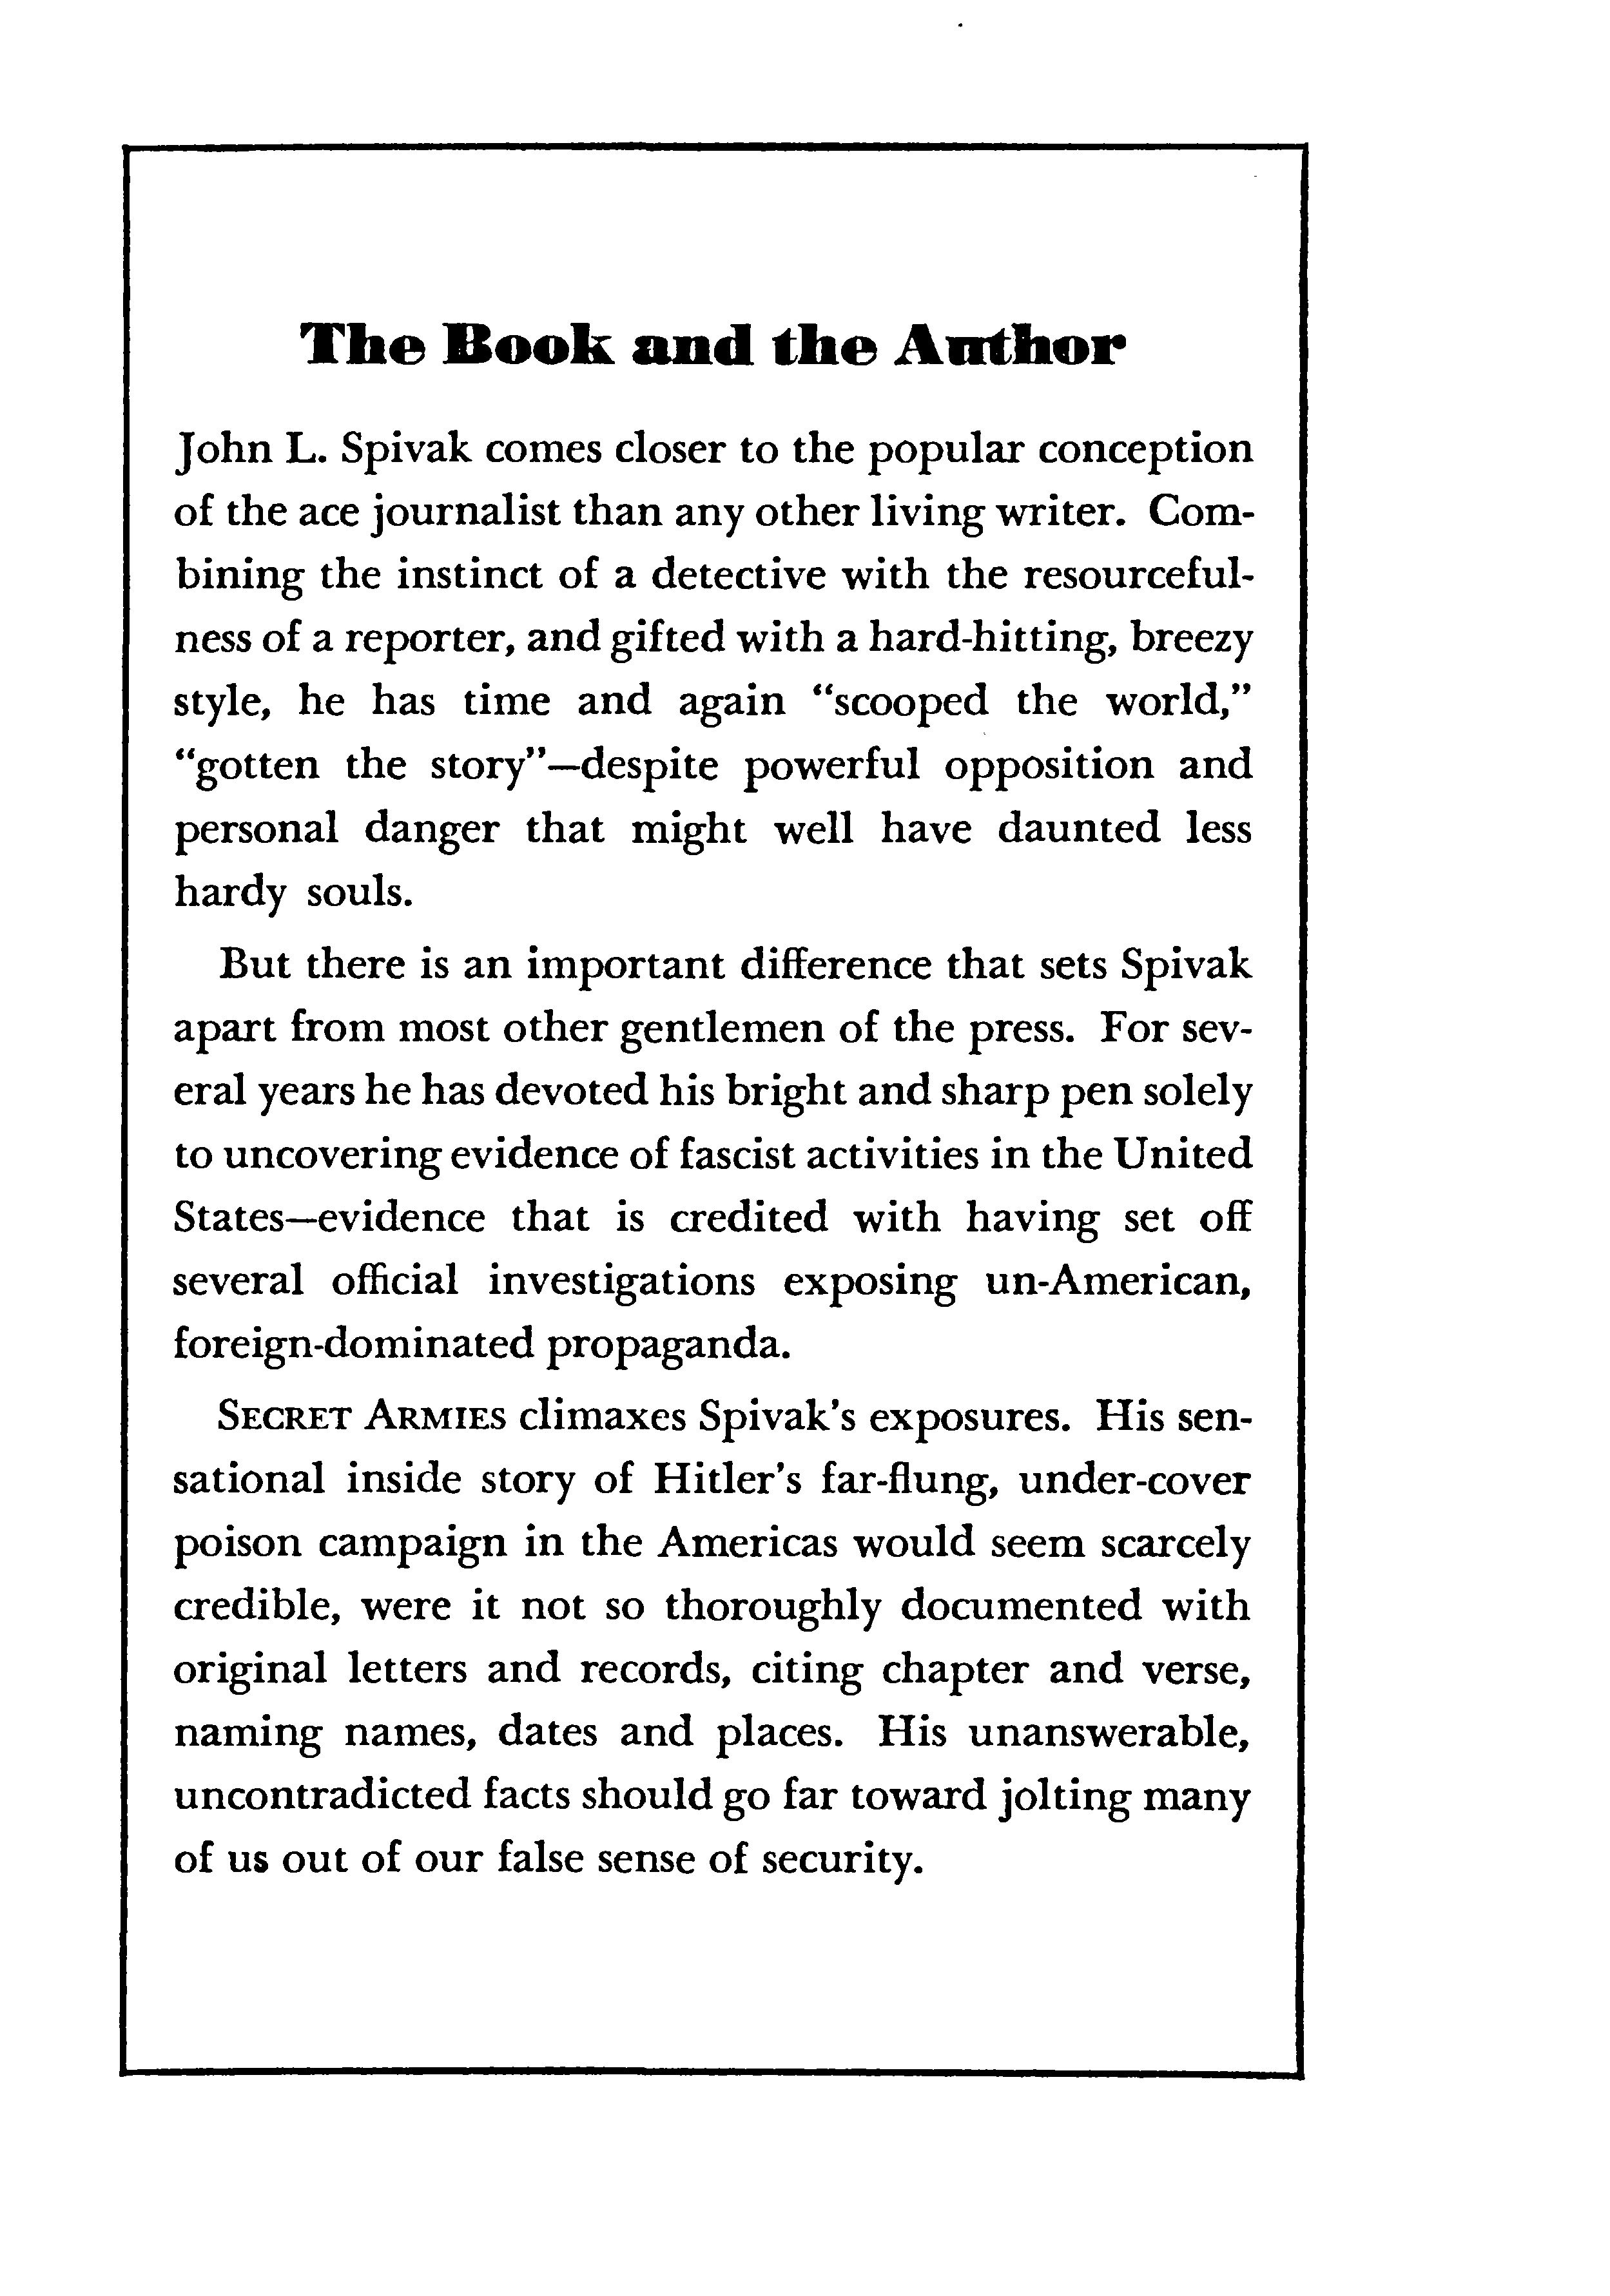 The Book and the Author
John L. Spivak comes closer to the popular conception
of the ace journalist than any other living writer. Com-
bining the instinct of a detective with the resourceful-
ness of a reporter, and gifted with a hard-hitting, breezy
style, he has time and again “scooped the world,”
“gotten the story”—despite powerful opposition and
personal danger that might well have daunted less
hardy souls.
But there is an important difference that sets Spivak
apart from most other gentlemen of the press. For sev-
eral years he has devoted his bright and sharp pen solely
to uncovering evidence of fascist activities in the United
States—evidence that is credited with having set off
several official investigations exposing un-American,
foreign-dominated propaganda.
SECRET ARMIES climaxes Spivak's exposures. His sen-
sational inside story of Hitler's far-flung, under-cover
poison campaign in the Americas would seem scarcely
credible, were it not so thoroughly documented with
original letters and records, citing chapter and verse,
naming names, dates and places. His unanswerable,
uncontradicted facts should go far toward jolting many
of us out of our false sense of security.